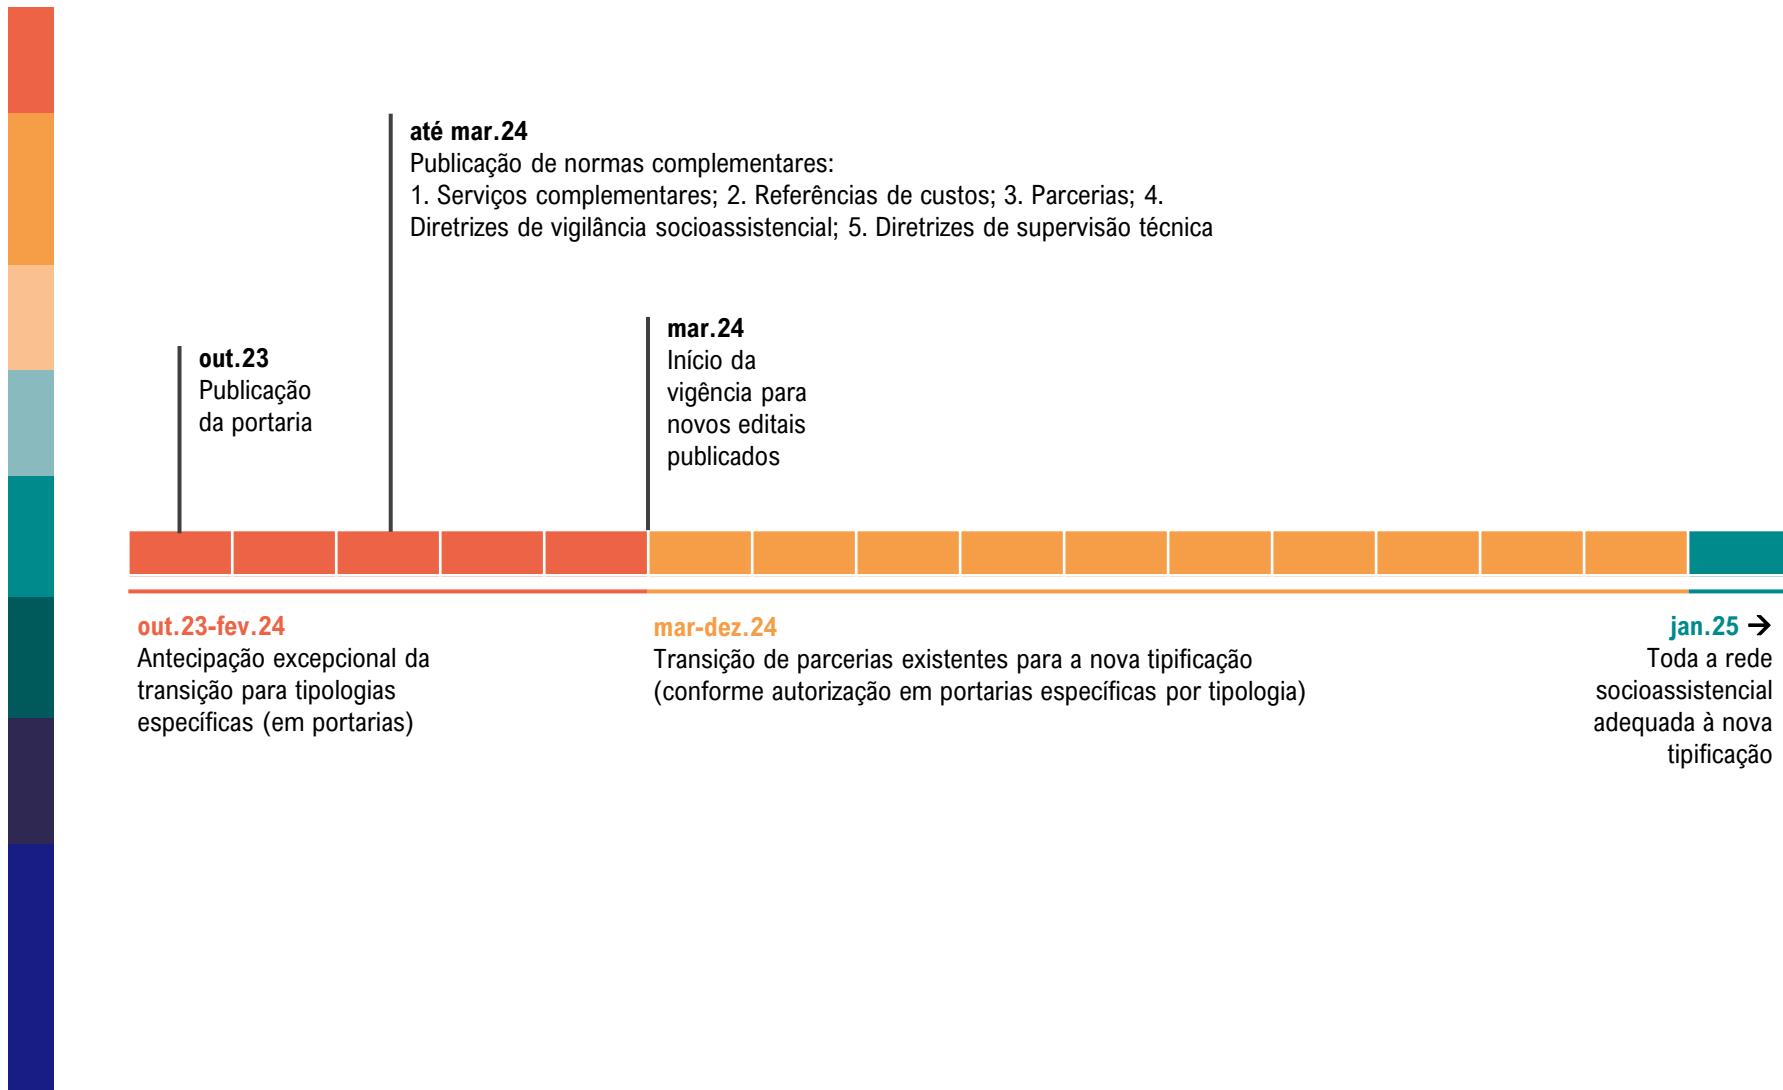 até mar.24
Publicação de normas complementares:
1. Serviços complementares; 2. Referências de custos; 3. Parcerias; 4.
Diretrizes de vigilância socioassistencial; 5. Diretrizes de supervisão técnica
out.23
Publicação
da portaria
mar.24
Início da
vigência para
novos editais
publicados
out.23-fev.24
Antecipação excepcional da
transição para tipologias
específicas (em portarias)
mar-dez.24
Transição de parcerias existentes para a nova tipificação
(conforme autorização em portarias específicas por tipologia)
jan.25 →
Toda a rede
socioassistencial
adequada à nova
tipificação